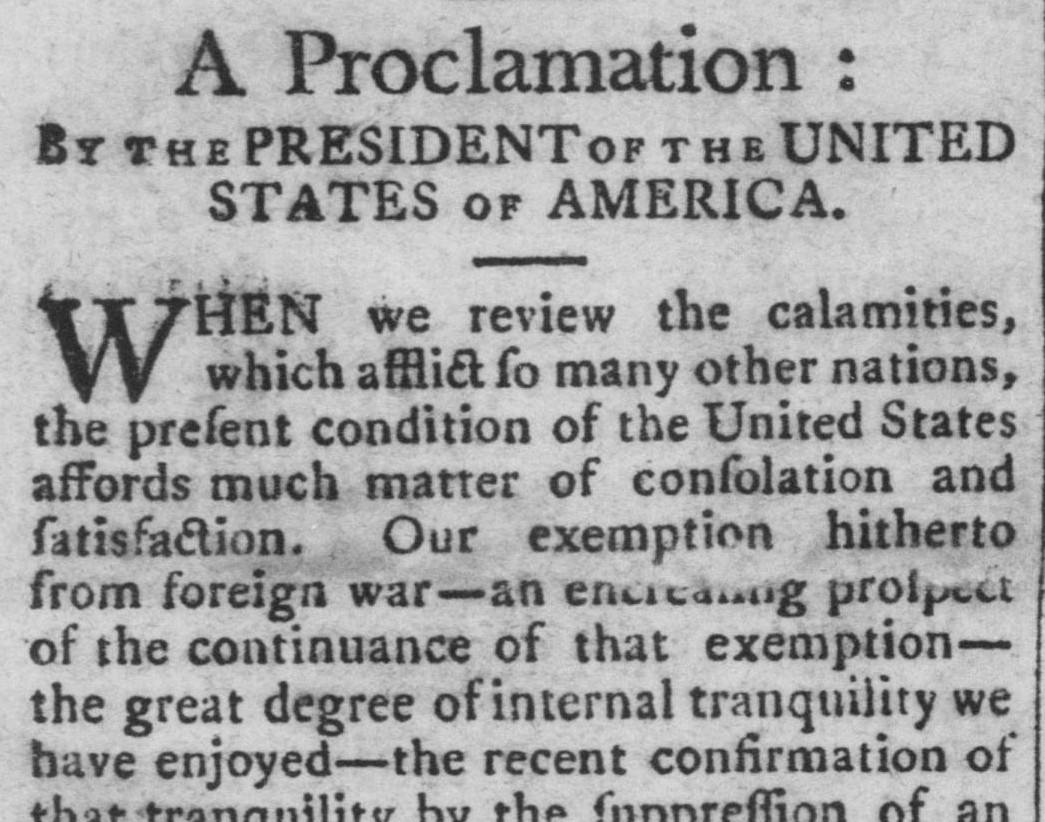 A Proclamation :
BY THE PRESIDENT OF THE UNITED
STATES OF AMERICA.
WHEN we review the calamities,
which afflict ſo many other nations,
the preſent condition of the United States
affords much matter of conſolation and
ſatisfaction. Our exemption hitherto
from foreign war—an encreaſing proſpect
of the continuance of that exemption—
the great degree of internal tranquility we
have enjoyed—the recent confirmation of
that tranquility by the ſuppreſſion of an